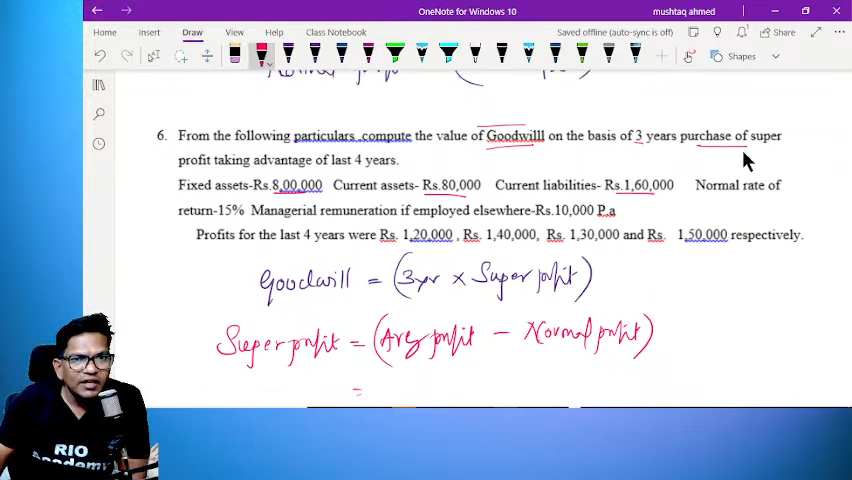 OneNote for Windows 10
mushtaq ahmed
Home Insert Draw View Help Class Notebook
Saved offline (auto-sync is off)
Share
Shapes
6. From the following particulars compute the value of Goodwilll on the basis of 3 years purchase of super
profit taking advantage of last 4 years.
Fixed assets-Rs.8,00,000 Current assets- Rs.80,000 Current liabilities- Rs.1,60,000 Normal rate of
return-15% Managerial remuneration if employed elsewhere-Rs.10,000 P.a
Profits for the last 4 years were Rs. 1,20,000 , Rs. 1,40,000, Rs. 1,30,000 and Rs. 1,50,000 respectively.
Goodwill = (3yr × Super profit)
Super profit = (Avg profit - Normal profit)
=
RIO
Academy